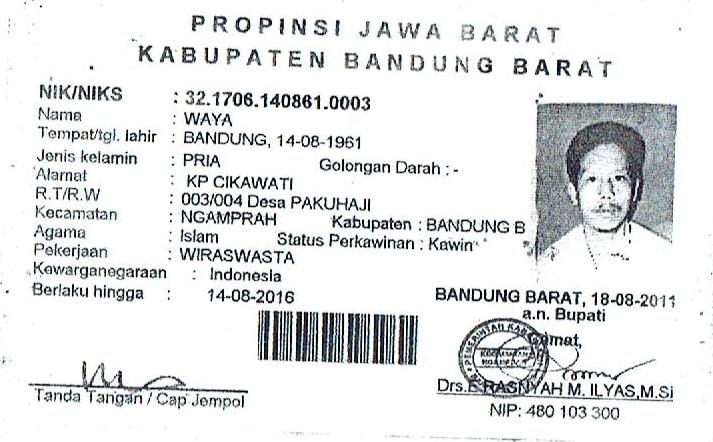 PROPINSI JAWA BARAT
KABUPATEN BANDUNG BARAT
NIK/NIKS : 32.1706.140861.0003
Nama : WAYA
Tempat/tgl. lahir : BANDUNG, 14-08-1961
Jenis kelamin : PRIA Golongan Darah : -
Alamat : KP CIKAWATI
R.T/R.W : 003/004 Desa PAKUHAJI
Kecamatan : NGAMPRAH Kabupaten : BANDUNG B
Agama : Islam Status Perkawinan : Kawin
Pekerjaan : WIRASWASTA
Kewarganegaraan : Indonesia
Berlaku hingga : 14-08-2016
BANDUNG BARAT, 18-08-2011
a.n. Bupati
Tanda Tangan / Cap Jempol
M. ILYAS,M.Si
NIP: 480 103 300